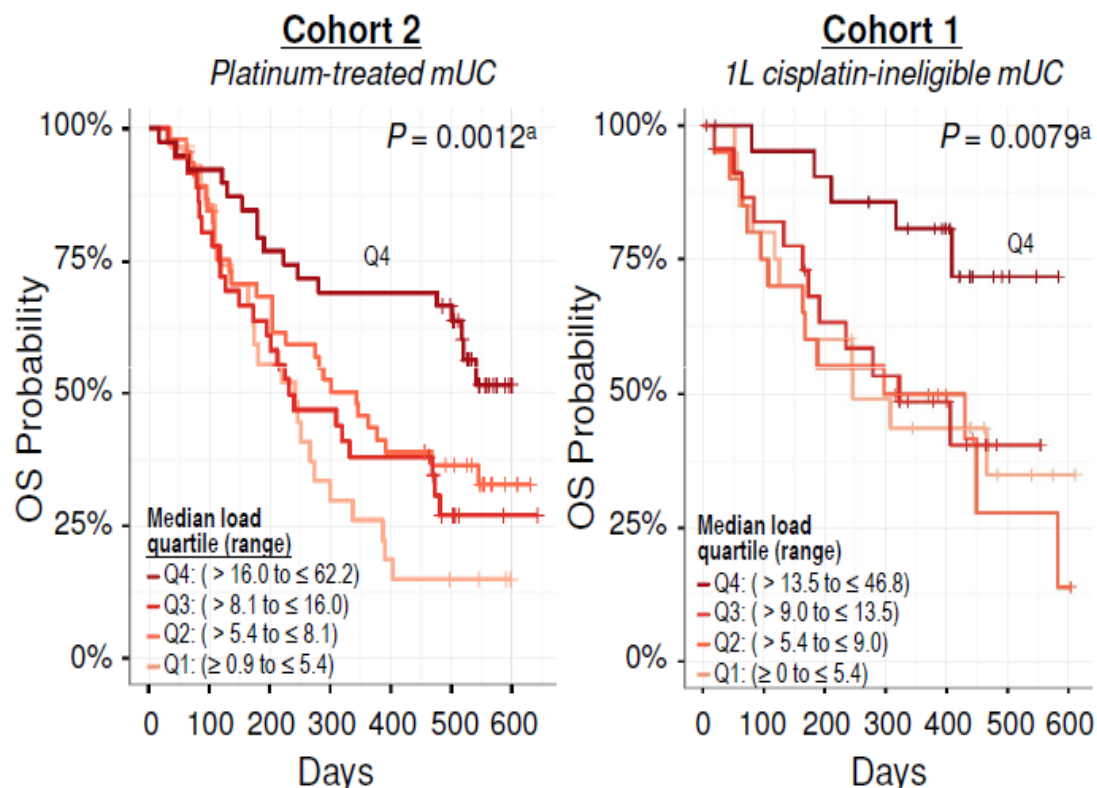 Cohort 2
Platinum-treated mUC
P = 0.0012a
100%
75%
50%
25%
0%
OS Probability
Q4
Median load
quartile (range)
Q4: ( > 16.0 to ≤ 62.2)
Q3: ( > 8.1 to ≤ 16.0)
Q2: ( > 5.4 to ≤ 8.1)
Q1: (≥ 0.9 to ≤ 5.4)
0 100 200 300 400 500 600
Days
Cohort 1
1L cisplatin-ineligible mUC
P = 0.0079a
100%
75%
50%
25%
0%
OS Probability
Q4
Median load
quartile (range)
Q4: ( > 13.5 to ≤ 46.8)
Q3: ( > 9.0 to ≤ 13.5)
Q2: ( > 5.4 to ≤ 9.0)
Q1: (≥ 0 to ≤ 5.4)
0 100 200 300 400 500 600
Days